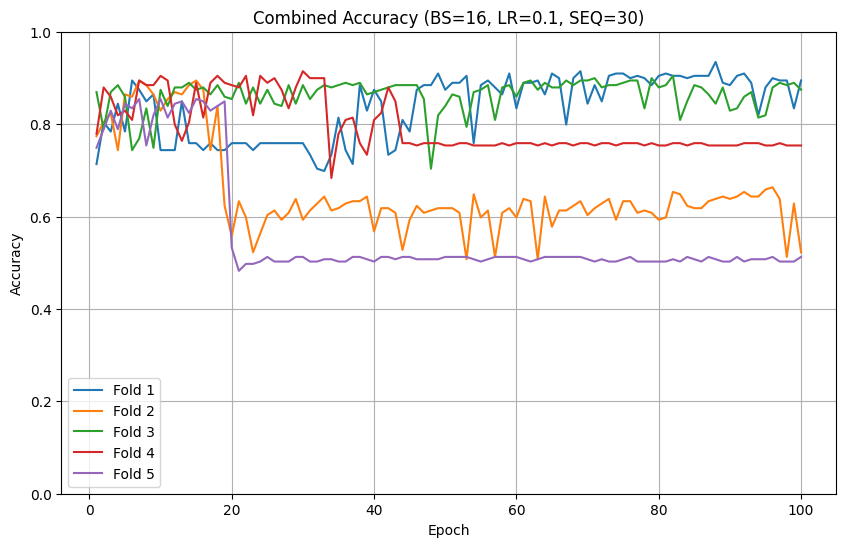 Combined Accuracy (BS=16, LR=0.1, SEQ=30)
1.0
0.8
0.6
0.4
0.2
0.0
Accuracy
Fold 1
Fold 2
Fold 3
Fold 4
Fold 5
0 20 40 60 80 100
Epoch